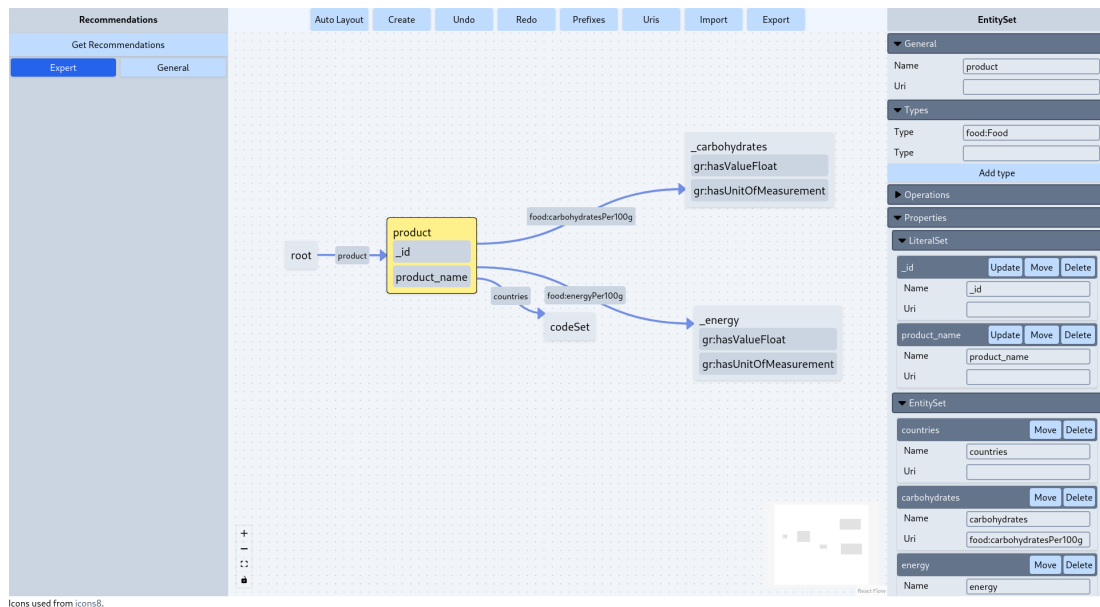 Recommendations
Get Recommendations
Expert General
Auto Layout Create Undo Redo Prefixes Uris Import Export
root
product
product
_id
product_name
food:carbohydratesPer100g
_carbohydrates
gr:hasValueFloat
gr:hasUnitOfMeasurement
countries
food:energyPer100g
codeSet
_energy
gr:hasValueFloat
gr:hasUnitOfMeasurement
React Flow
EntitySet
General
Name product
Uri
Types
Type food:Food
Type
Add type
Operations
Properties
LiteralSet
_id Update Move Delete
Name _id
Uri
product_name Update Move Delete
Name product_name
Uri
EntitySet
countries Move Delete
Name countries
Uri
carbohydrates Move Delete
Name carbohydrates
Uri food:carbohydratesPer100g
energy Move Delete
Name energy
Icons used from icons8.